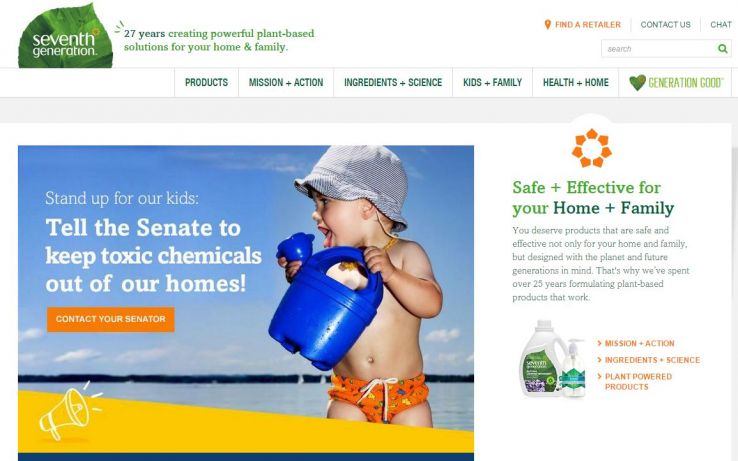 seventh
generation.
27 years creating powerful plant-based
solutions for your home & family.
FIND A RETAILER
CONTACT US
CHAT
search
PRODUCTS
MISSION + ACTION
INGREDIENTS + SCIENCE
KIDS + FAMILY
HEALTH + HOME
GENERATION GOOD
Stand up for our kids:
Tell the Senate to
keep toxic chemicals
out of our homes!
CONTACT YOUR SENATOR
Safe + Effective for
your Home + Family
You deserve products that are safe and
effective not only for your home and family,
but designed with the planet and future
generations in mind. That's why we've spent
over 25 years formulating plant-based
products that work.
seventh
generation.
MISSION + ACTION
INGREDIENTS + SCIENCE
PLANT POWERED
PRODUCTS